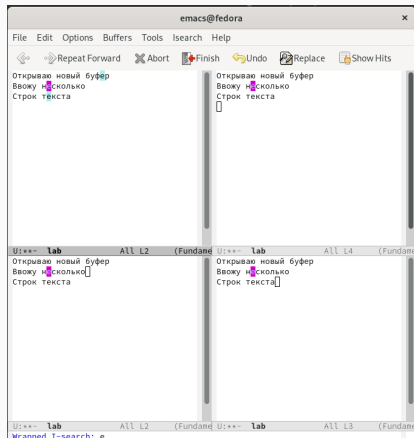 emacs@fedora ×
File Edit Options Buffers Tools Isearch Help
Repeat Forward Abort Finish Undo Replace Show Hits
Открываю новый буфер
Ввожу несколько
Строк текста
U:**- lab All L2 (Fundame
Открываю новый буфер
Ввожу несколько
Строк текста
U:**- lab All L4 (Fundame
Открываю новый буфер
Ввожу несколько
Строк текста
U:**- lab All L2 (Fundame
Открываю новый буфер
Ввожу несколько
Строк текста
U:**- lab All L3 (Fundame
Wrapped I-search: е